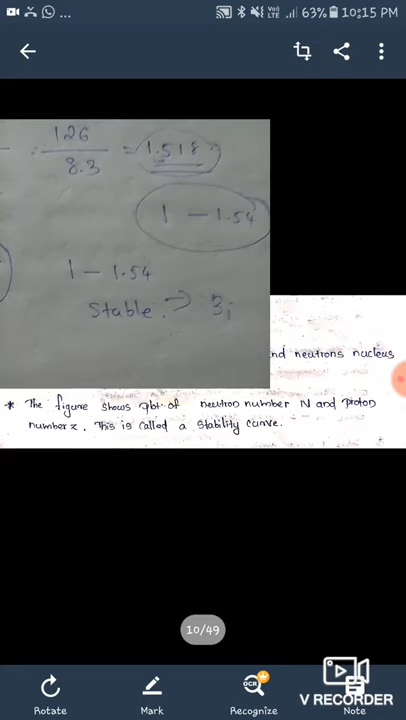 ... 10:15 PM
63%
126
8.3
= 1.518
1 - 1.54
1 - 1.54
Stable → Bi
nd neutrons nucleus
* The figure shows plot of neutron number N and proton
number z. This is called a stability curve.
10/49
Rotate
Mark
OCR
Recognize
Note
V RECORDER